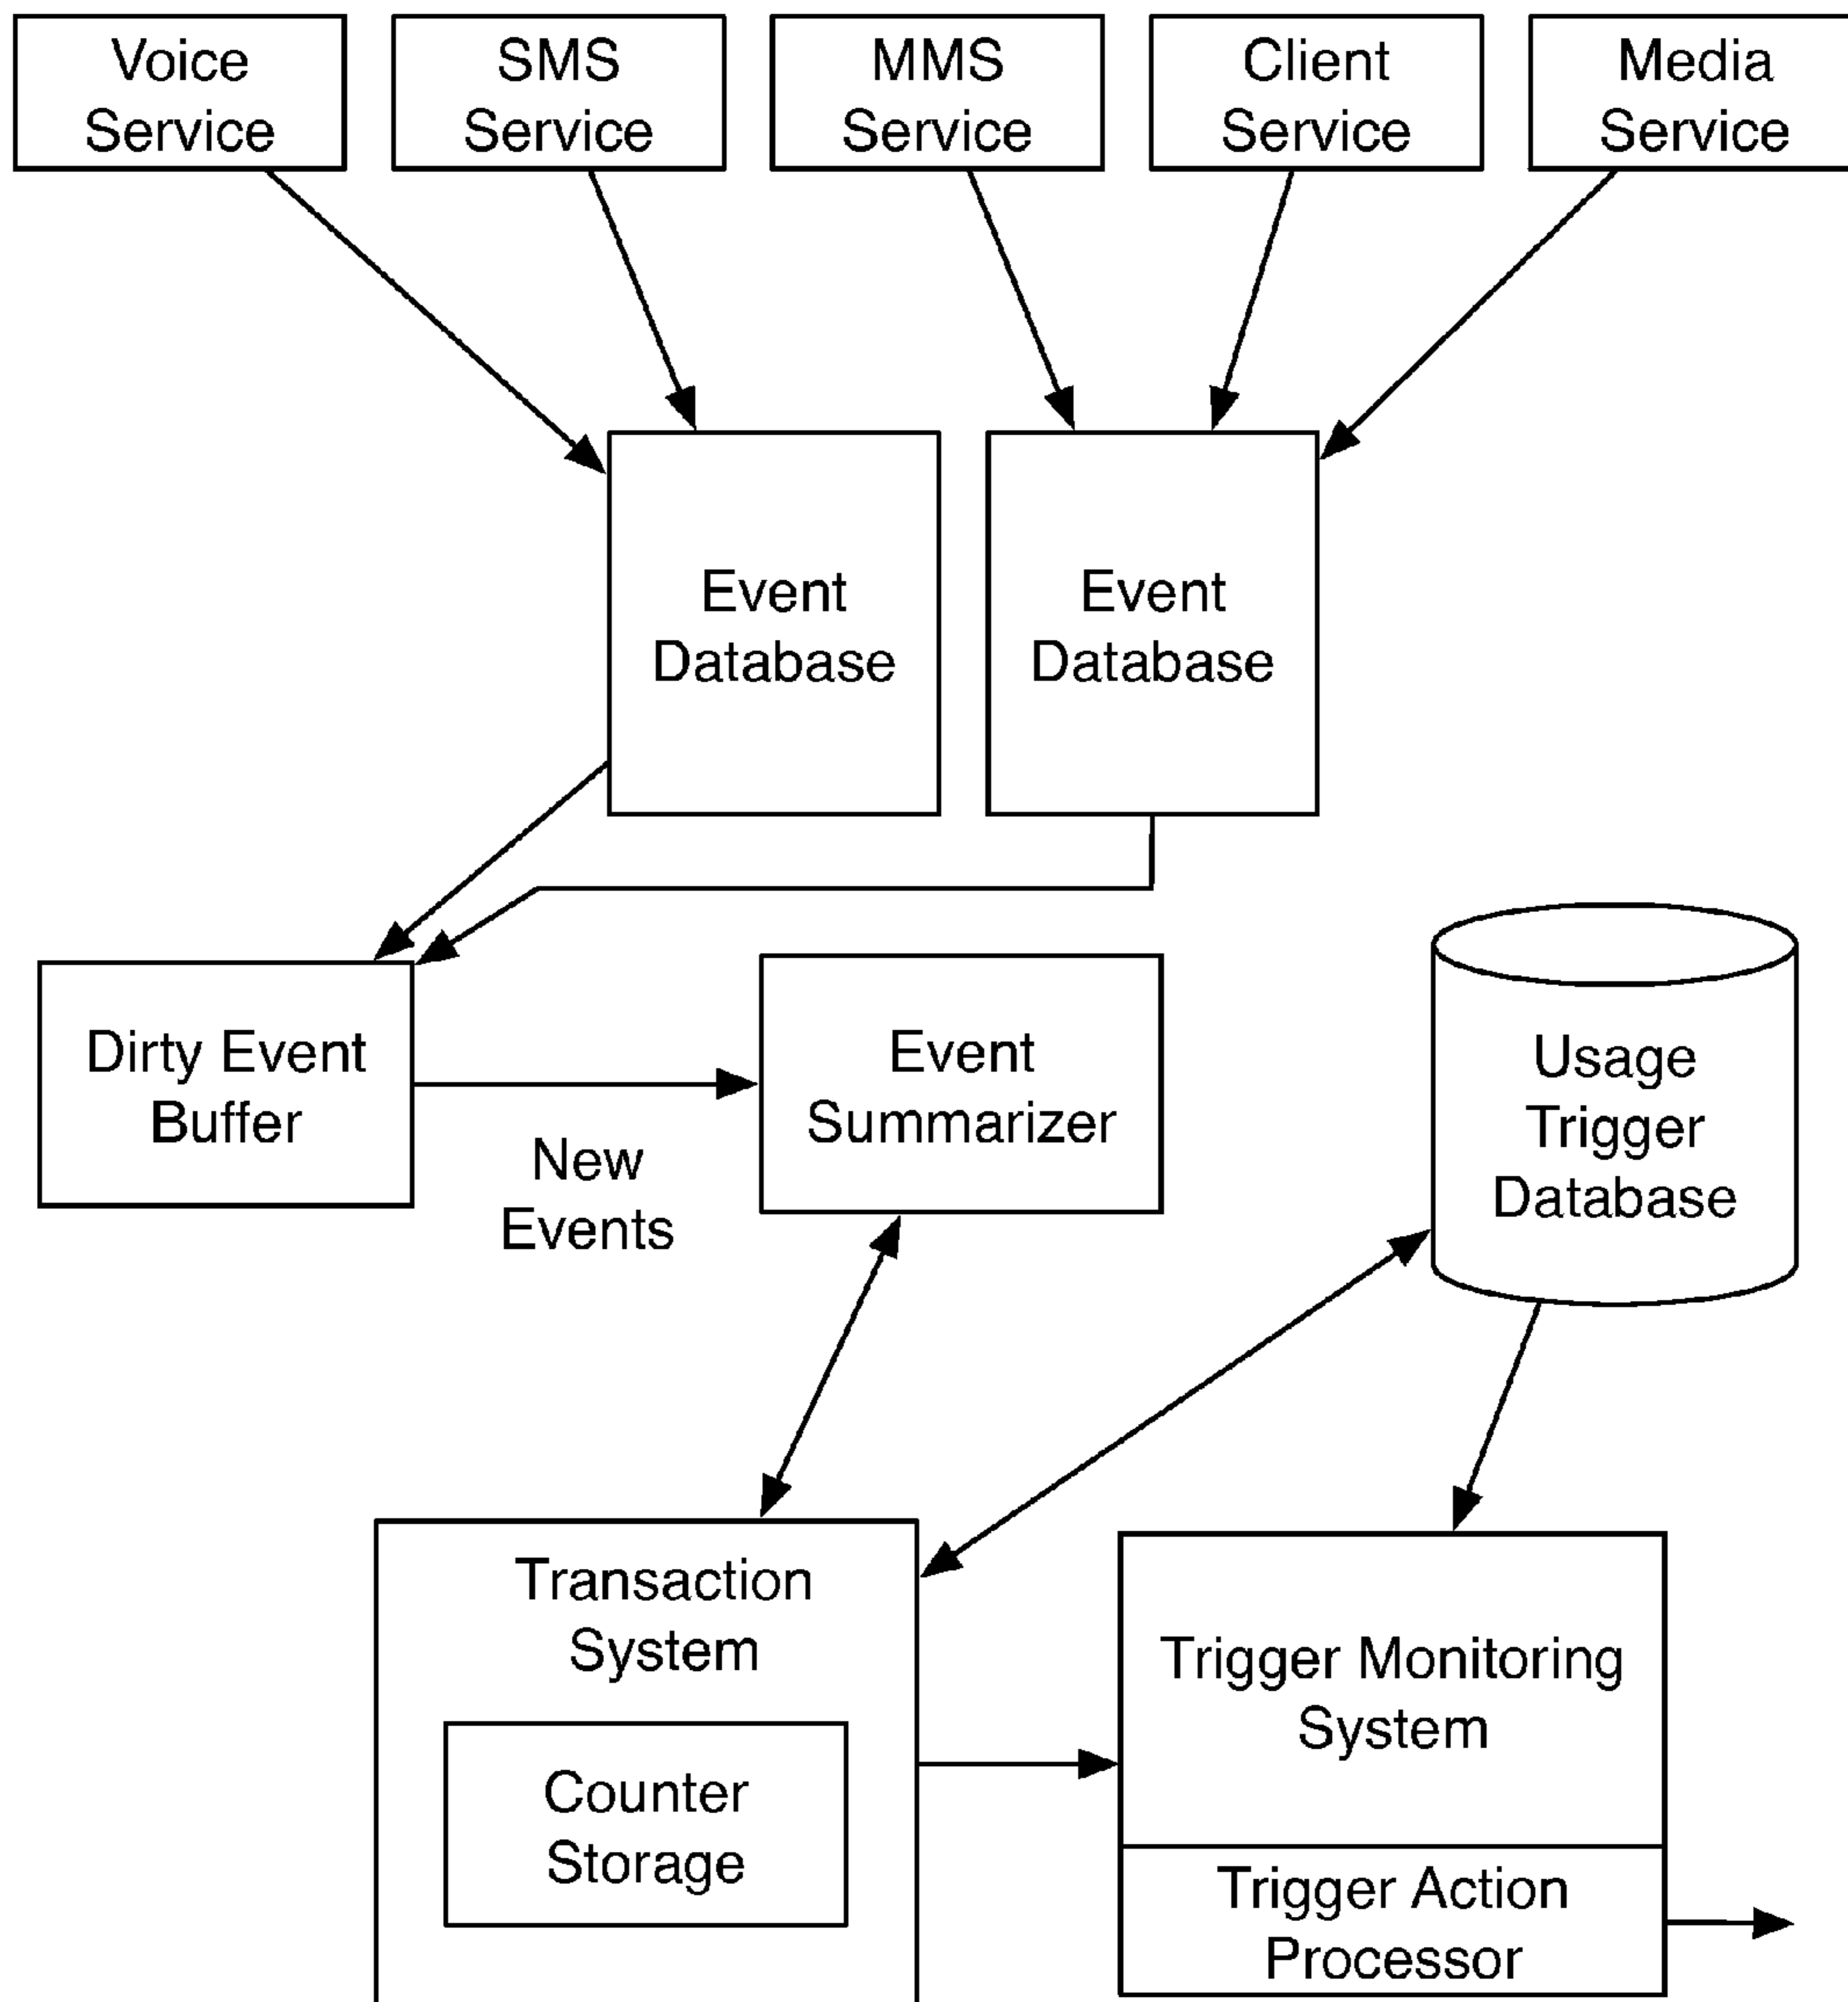 Voice
Service
SMS
Service
MMS
Service
Client
Service
Media
Service
Event
Database
Event
Database
Dirty Event
Buffer
New
Events
Event
Summarizer
Usage
Trigger
Database
Transaction
System
Counter
Storage
Trigger Monitoring
System
Trigger Action
Processor